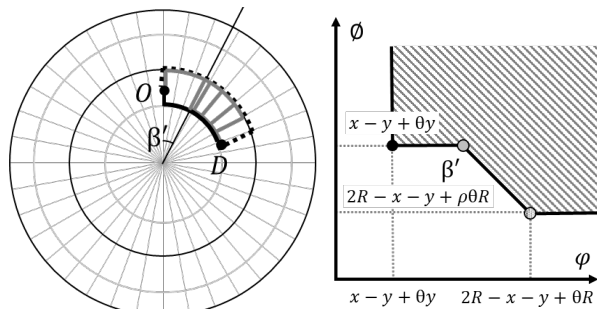 O
β′
D
Ø
x − y + θy
β′
2R − x − y + ρθR
φ
x − y + θy
2R − x − y + θR